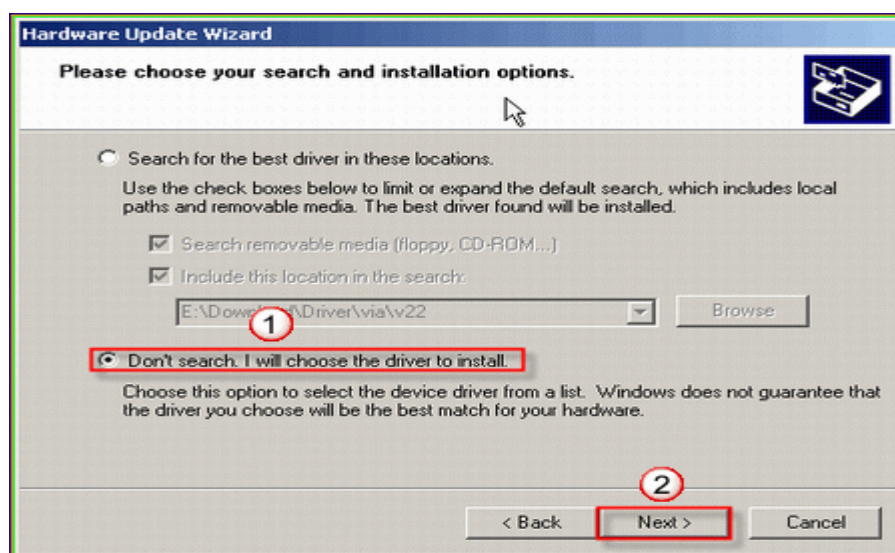 Hardware Update Wizard
Please choose your search and installation options.
Search for the best driver in these locations.
Use the check boxes below to limit or expand the default search, which includes local
paths and removable media. The best driver found will be installed.
Search removable media (floppy, CD-ROM...)
Include this location in the search:
E:\Download\Driver\via\v22
Browse
1
Don't search. I will choose the driver to install.
Choose this option to select the device driver from a list. Windows does not guarantee that
the driver you choose will be the best match for your hardware.
2
< Back
Next >
Cancel